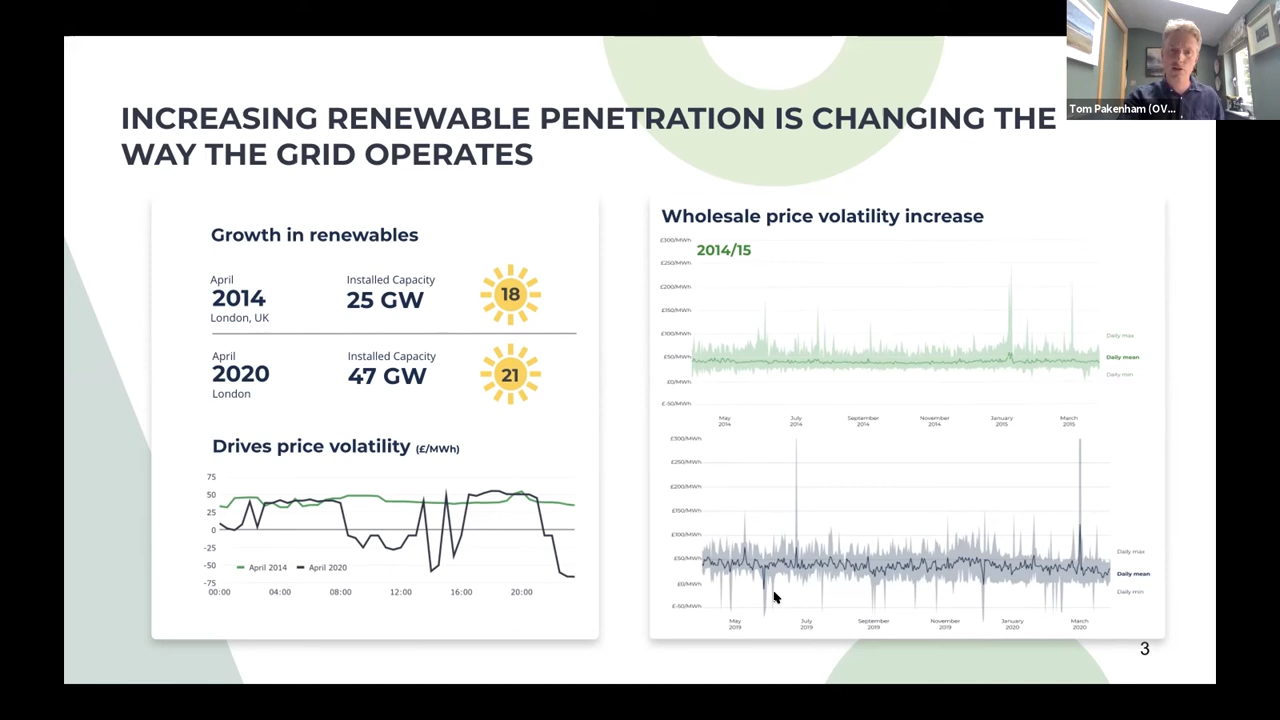 Tom Pakenham (OV...
INCREASING RENEWABLE PENETRATION IS CHANGING THE
WAY THE GRID OPERATES
Growth in renewables
April
2014
London, UK
Installed Capacity
25 GW
18
April
2020
London
Installed Capacity
47 GW
21
Drives price volatility (£/MWh)
75
50
25
0
-25
-50
-75
April 2014
April 2020
00:00 04:00 08:00 12:00 16:00 20:00
Wholesale price volatility increase
2014/15
£300/MWh
£250/MWh
£200/MWh
£150/MWh
£100/MWh
£50/MWh
£0/MWh
£-50/MWh
Daily max
Daily mean
Daily min
May July September November January March
2014 2014 2014 2014 2015 2015
£300/MWh
£250/MWh
£200/MWh
£150/MWh
£100/MWh
£50/MWh
£0/MWh
£-50/MWh
Daily max
Daily mean
Daily min
May July September November January March
2019 2019 2019 2019 2020 2020
3